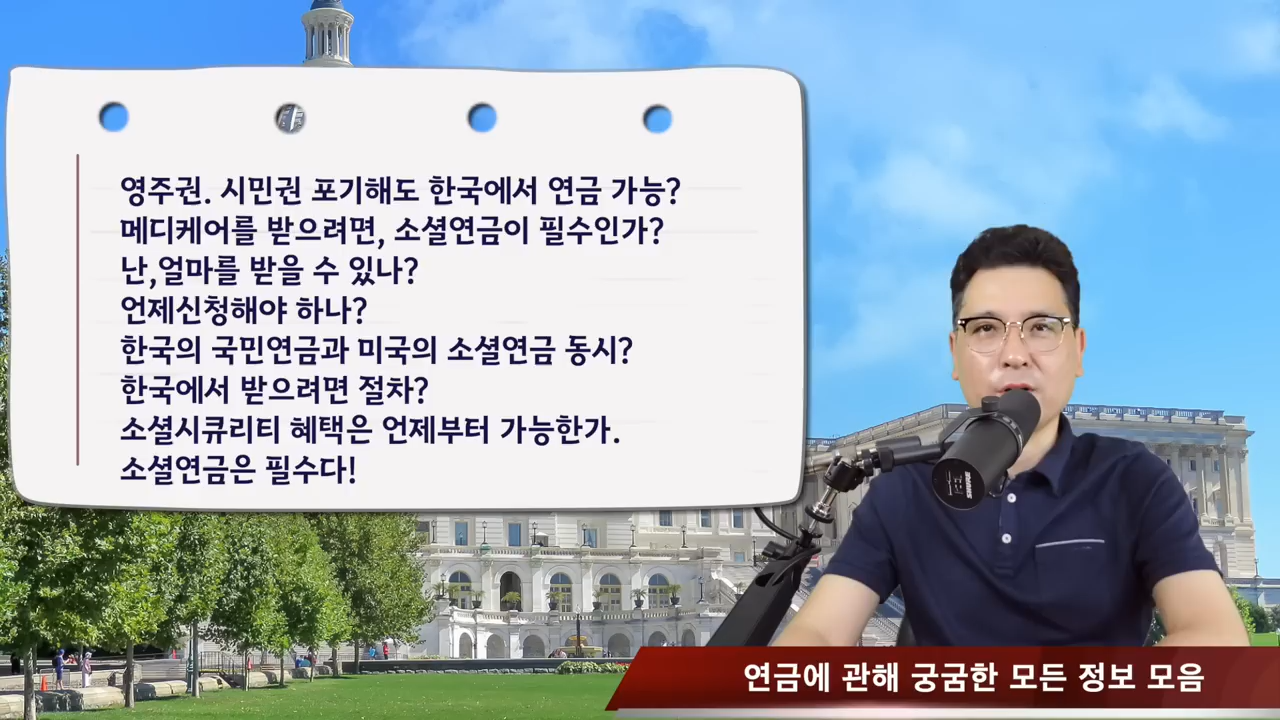 영주권. 시민권 포기해도 한국에서 연금 가능?
메디케어를 받으려면, 소셜연금이 필수인가?
난,얼마를 받을 수 있나?
언제신청해야 하나?
한국의 국민연금과 미국의 소셜연금 동시?
한국에서 받으려면 절차?
소셜시큐리티 혜택은 언제부터 가능한가.
소셜연금은 필수다!
SHURE
연금에 관해 궁굼한 모든 정보 모음